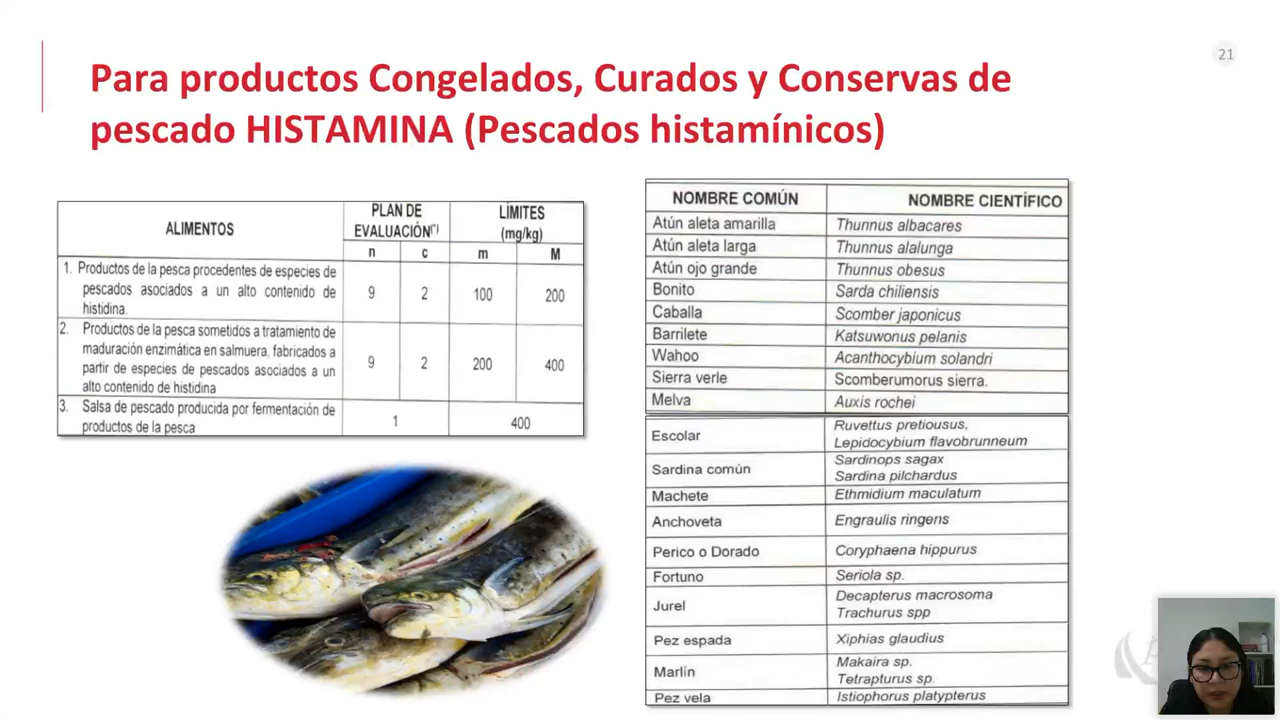 21
Para productos Congelados, Curados y Conservas de
pescado HISTAMINA (Pescados histamínicos)
ALIMENTOS
PLAN DE
EVALUACIÓN(*)
LÍMITES
(mg/kg)
n c m M
1. Productos de la pesca procedentes de especies de
pescados asociados a un alto contenido de
histidina.
9 2 100 200
2. Productos de la pesca sometidos a tratamiento de
maduración enzimática en salmuera, fabricados a
partir de especies de pescados asociados a un
alto contenido de histidina
9 2 200 400
3. Salsa de pescado producida por fermentación de
productos de la pesca
1 400
NOMBRE COMÚN NOMBRE CIENTÍFICO
Atún aleta amarilla Thunnus albacares
Atún aleta larga Thunnus alalunga
Atún ojo grande Thunnus obesus
Bonito Sarda chiliensis
Caballa Scomber japonicus
Barrilete Katsuwonus pelanis
Wahoo Acanthocybium solandri
Sierra verle Scomberumorus sierra.
Melva Auxis rochei
Escolar Ruvettus pretiousus,
Lepidocybium flavobrunneum
Sardina común Sardinops sagax
Sardina pilchardus
Machete Ethmidium maculatum
Anchoveta Engraulis ringens
Perico o Dorado Coryphaena hippurus
Fortuno Seriola sp.
Jurel Decapterus macrosoma
Trachurus spp
Pez espada Xiphias glaudius
Marlin Makaira sp.
Tetrapturus sp.
Pez vela Istiophorus platypterus